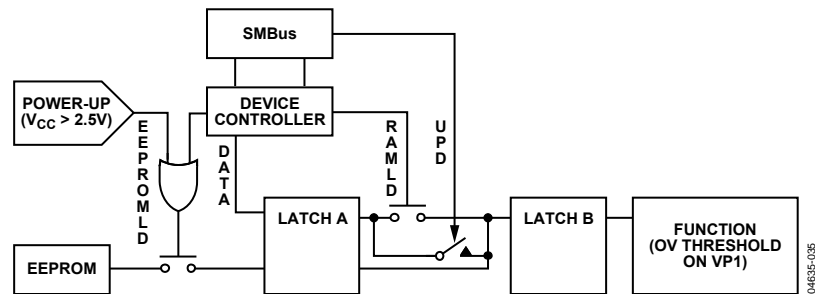 SMBus
POWER-UP
(VCC > 2.5V)
DEVICE
CONTROLLER
EEPROMLD
DATA
RAMLD
UPD
LATCH A
LATCH B
FUNCTION
(OV THRESHOLD
ON VP1)
EEPROM
04635-035